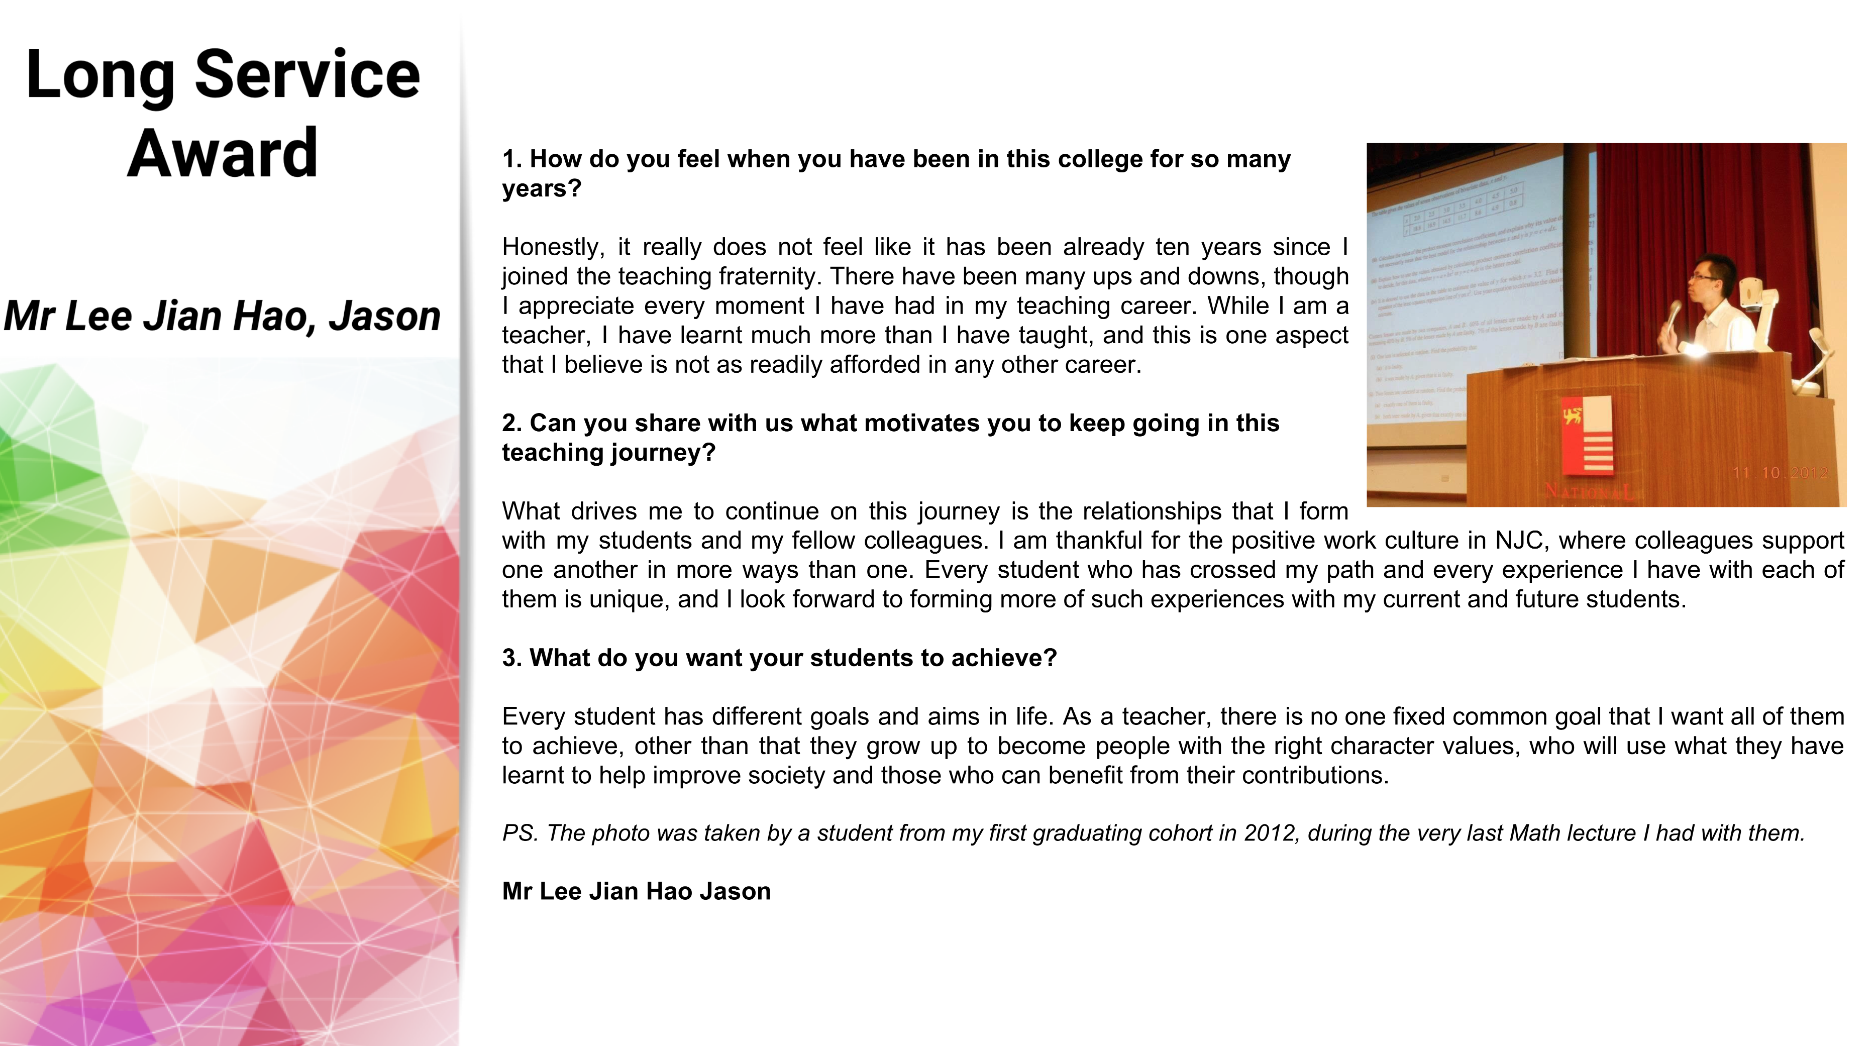 Long Service
Award
Mr Lee Jian Hao, Jason
1. How do you feel when you have been in this college for so many
years?
Honestly, it really does not feel like it has been already ten years since I
joined the teaching fraternity. There have been many ups and downs, though
I appreciate every moment I have had in my teaching career. While I am a
teacher, I have learnt much more than I have taught, and this is one aspect
that I believe is not as readily afforded in any other career.
2. Can you share with us what motivates you to keep going in this
teaching journey?
What drives me to continue on this journey is the relationships that I form
with my students and my fellow colleagues. I am thankful for the positive work culture in NJC, where colleagues support
one another in more ways than one. Every student who has crossed my path and every experience I have with each of
them is unique, and I look forward to forming more of such experiences with my current and future students.
3. What do you want your students to achieve?
Every student has different goals and aims in life. As a teacher, there is no one fixed common goal that I want all of them
to achieve, other than that they grow up to become people with the right character values, who will use what they have
learnt to help improve society and those who can benefit from their contributions.
PS. The photo was taken by a student from my first graduating cohort in 2012, during the very last Math lecture I had with them.
Mr Lee Jian Hao Jason
NATIONAL
11 10 2012